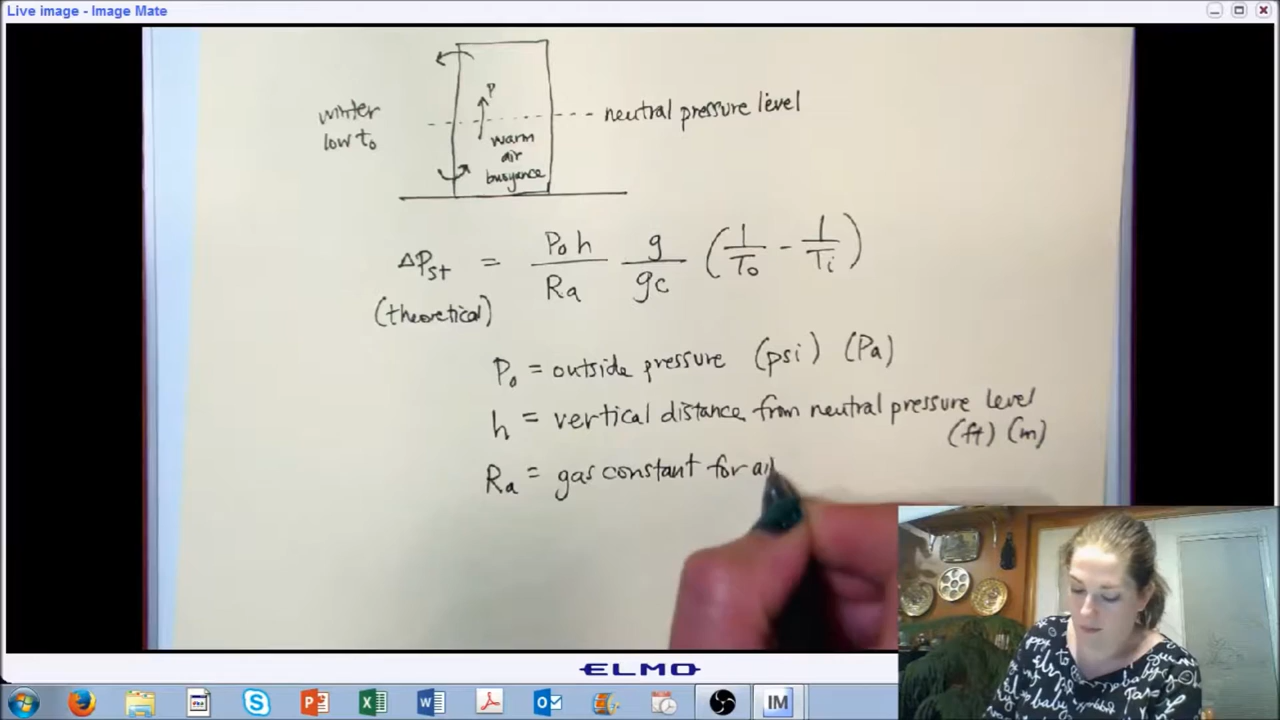 Live image - Image Mate
winter
low to
P
neutral pressure level
warm
air
buoyance
ΔPst = Po h / Ra g / gc (1 / To - 1 / Ti)
(theoretical)
Po = outside pressure (psi) (Pa)
h = vertical distance from neutral pressure level
(ft) (m)
Ra = gas constant for
ELMO
IM